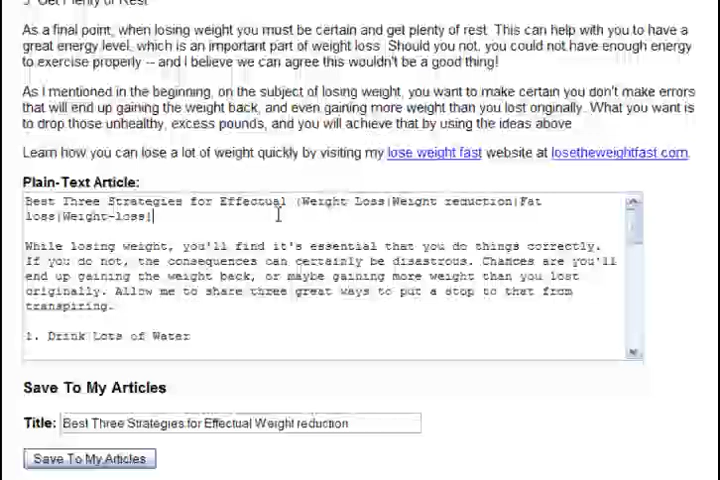 3 Get Plenty of Rest
As a final point, when losing weight you must be certain and get plenty of rest. This can help with you to have a
great energy level, which is an important part of weight loss. Should you not, you could not have enough energy
to exercise properly -- and I believe we can agree this wouldn't be a good thing!
As I mentioned in the beginning, on the subject of losing weight, you want to make certain you don't make errors
that will end up gaining the weight back, and even gaining more weight than you lost originally. What you want is
to drop those unhealthy, excess pounds, and you will achieve that by using the ideas above
Learn how you can lose a lot of weight quickly by visiting my lose weight fast website at losetheweightfast.com.
Plain-Text Article:
Best Three Strategies for Effectual {Weight Loss|Weight reduction|Fat
loss|Weight-loss}
While losing weight, you'll find it's essential that you do things correctly.
If you do not, the consequences can certainly be disastrous. Chances are you'll
end up gaining the weight back, or maybe gaining more weight than you lost
originally. Allow me to share three great ways to put a stop to that from
transpiring.
1. Drink Lots of Water
Save To My Articles
Title: Best Three Strategies for Effectual Weight reduction
Save To My Articles